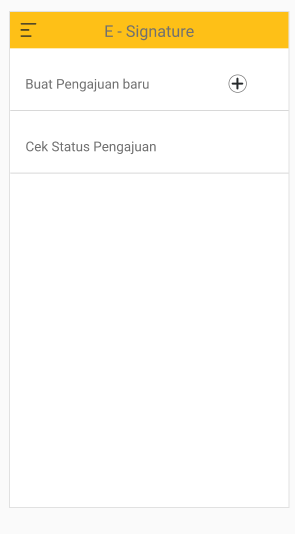 E - Signature
Buat Pengajuan baru
Cek Status Pengajuan